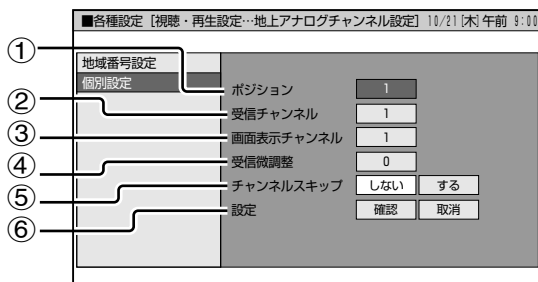 ■各種設定［視聴・再生設定…地上アナログチャンネル設定］ 10/21［木］午前 9:00
地域番号設定
個別設定
① ポジション 1
② 受信チャンネル 1
③ 画面表示チャンネル 1
④ 受信微調整 0
⑤ チャンネルスキップ しない する
⑥ 設定 確認 取消